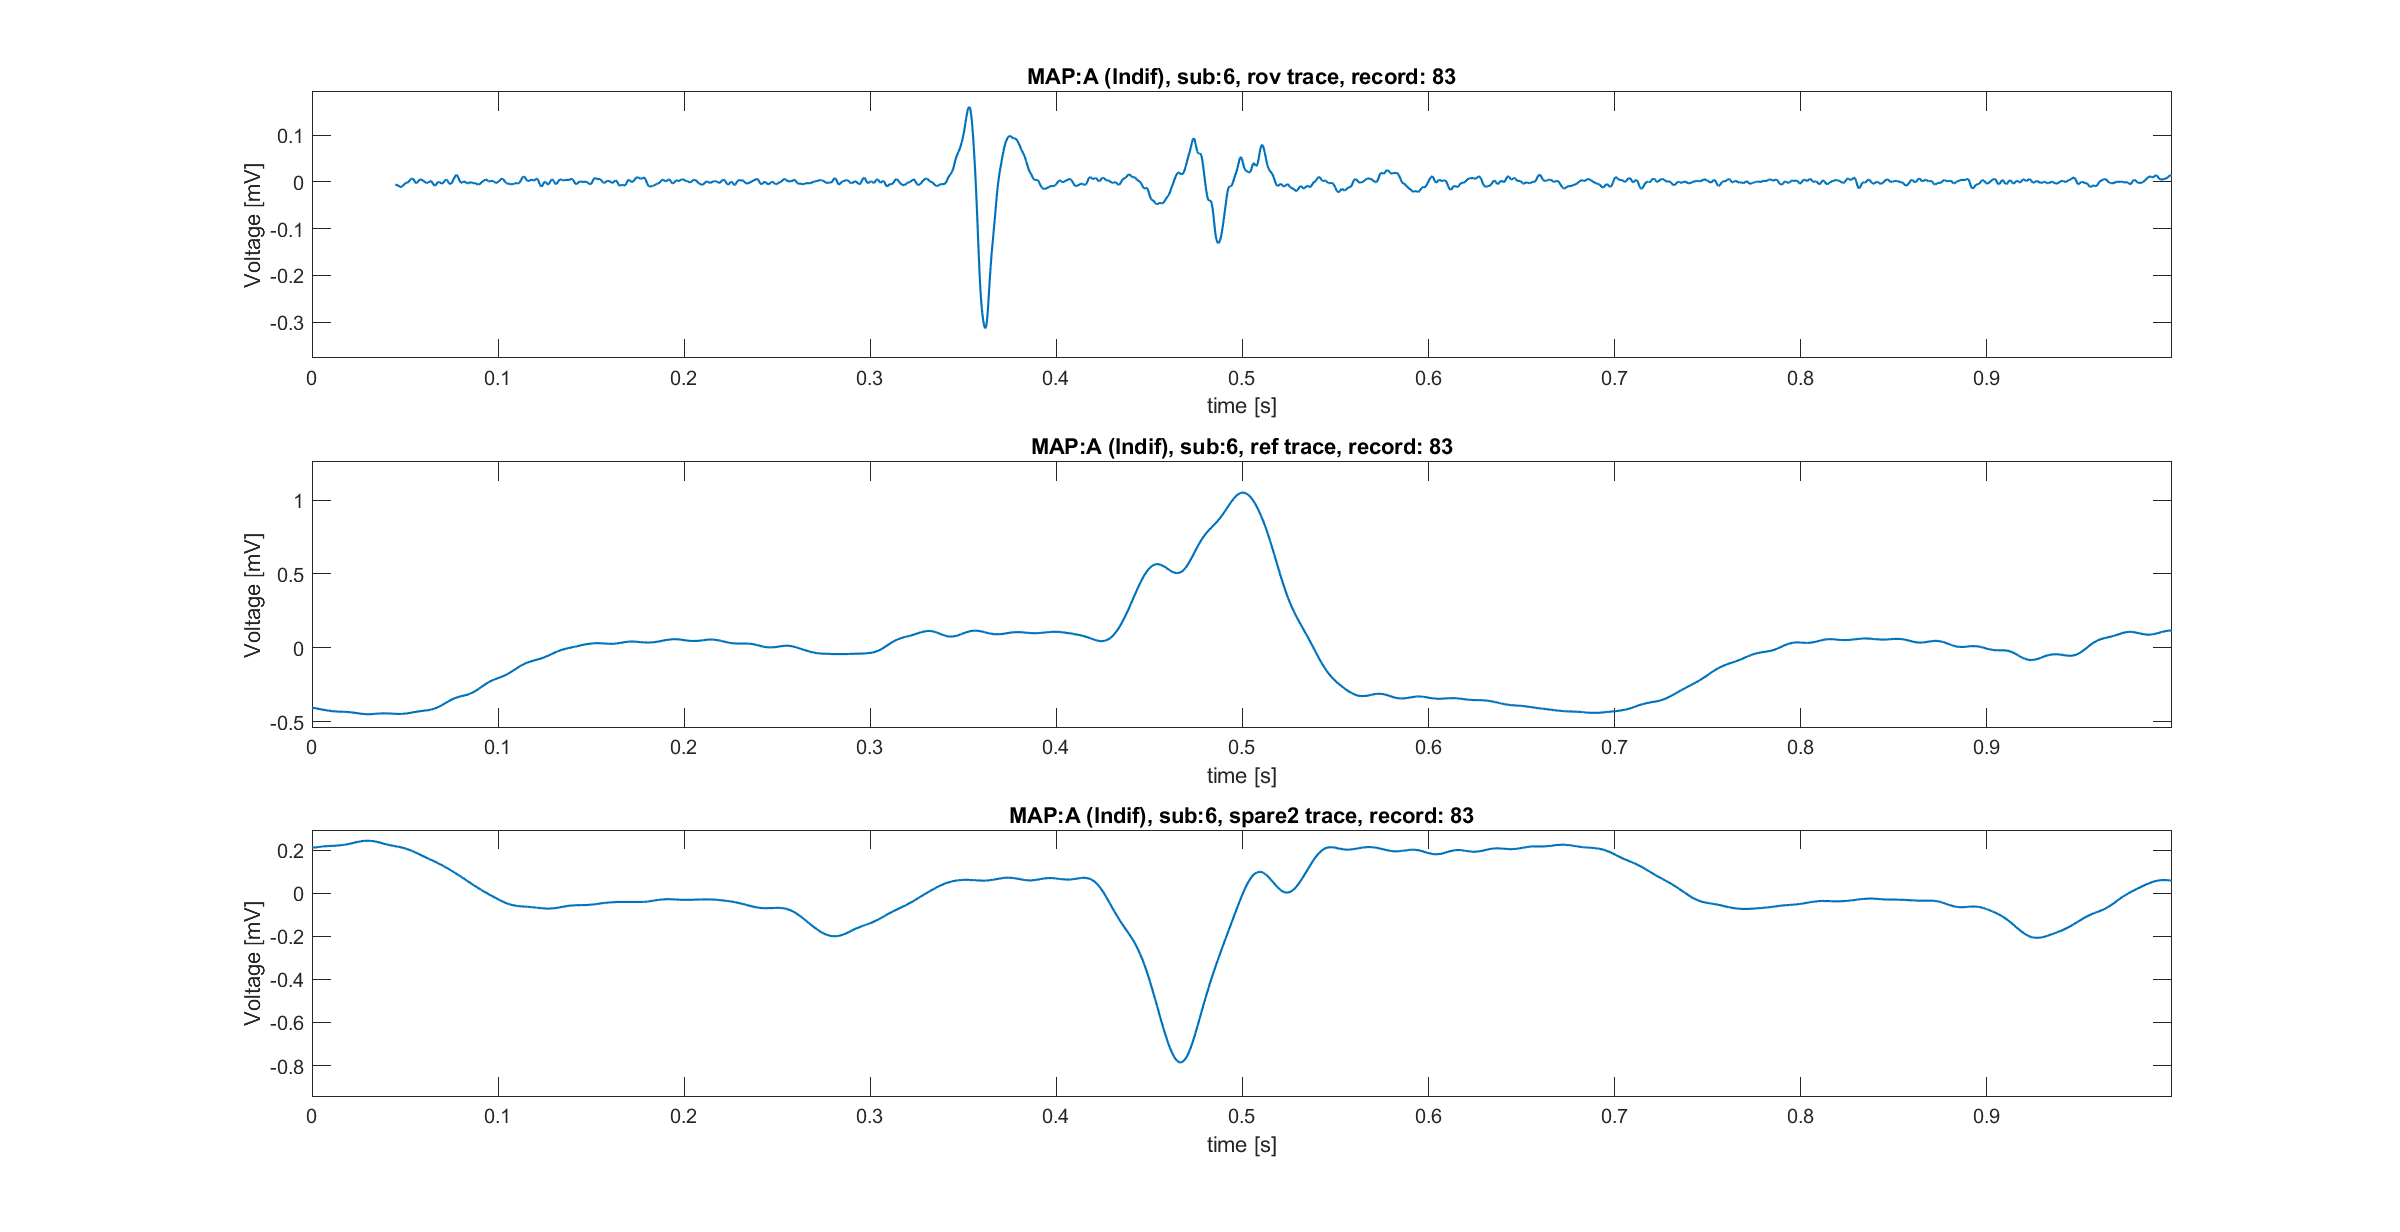 MAP:A (Indif), sub:6, rov trace, record: 83
Voltage [mV]
0.1
0
-0.1
-0.2
-0.3
0 0.1 0.2 0.3 0.4 0.5 0.6 0.7 0.8 0.9
time [s]
MAP:A (Indif), sub:6, ref trace, record: 83
Voltage [mV]
1
0.5
0
-0.5
0 0.1 0.2 0.3 0.4 0.5 0.6 0.7 0.8 0.9
time [s]
MAP:A (Indif), sub:6, spare2 trace, record: 83
Voltage [mV]
0.2
0
-0.2
-0.4
-0.6
-0.8
0 0.1 0.2 0.3 0.4 0.5 0.6 0.7 0.8 0.9
time [s]